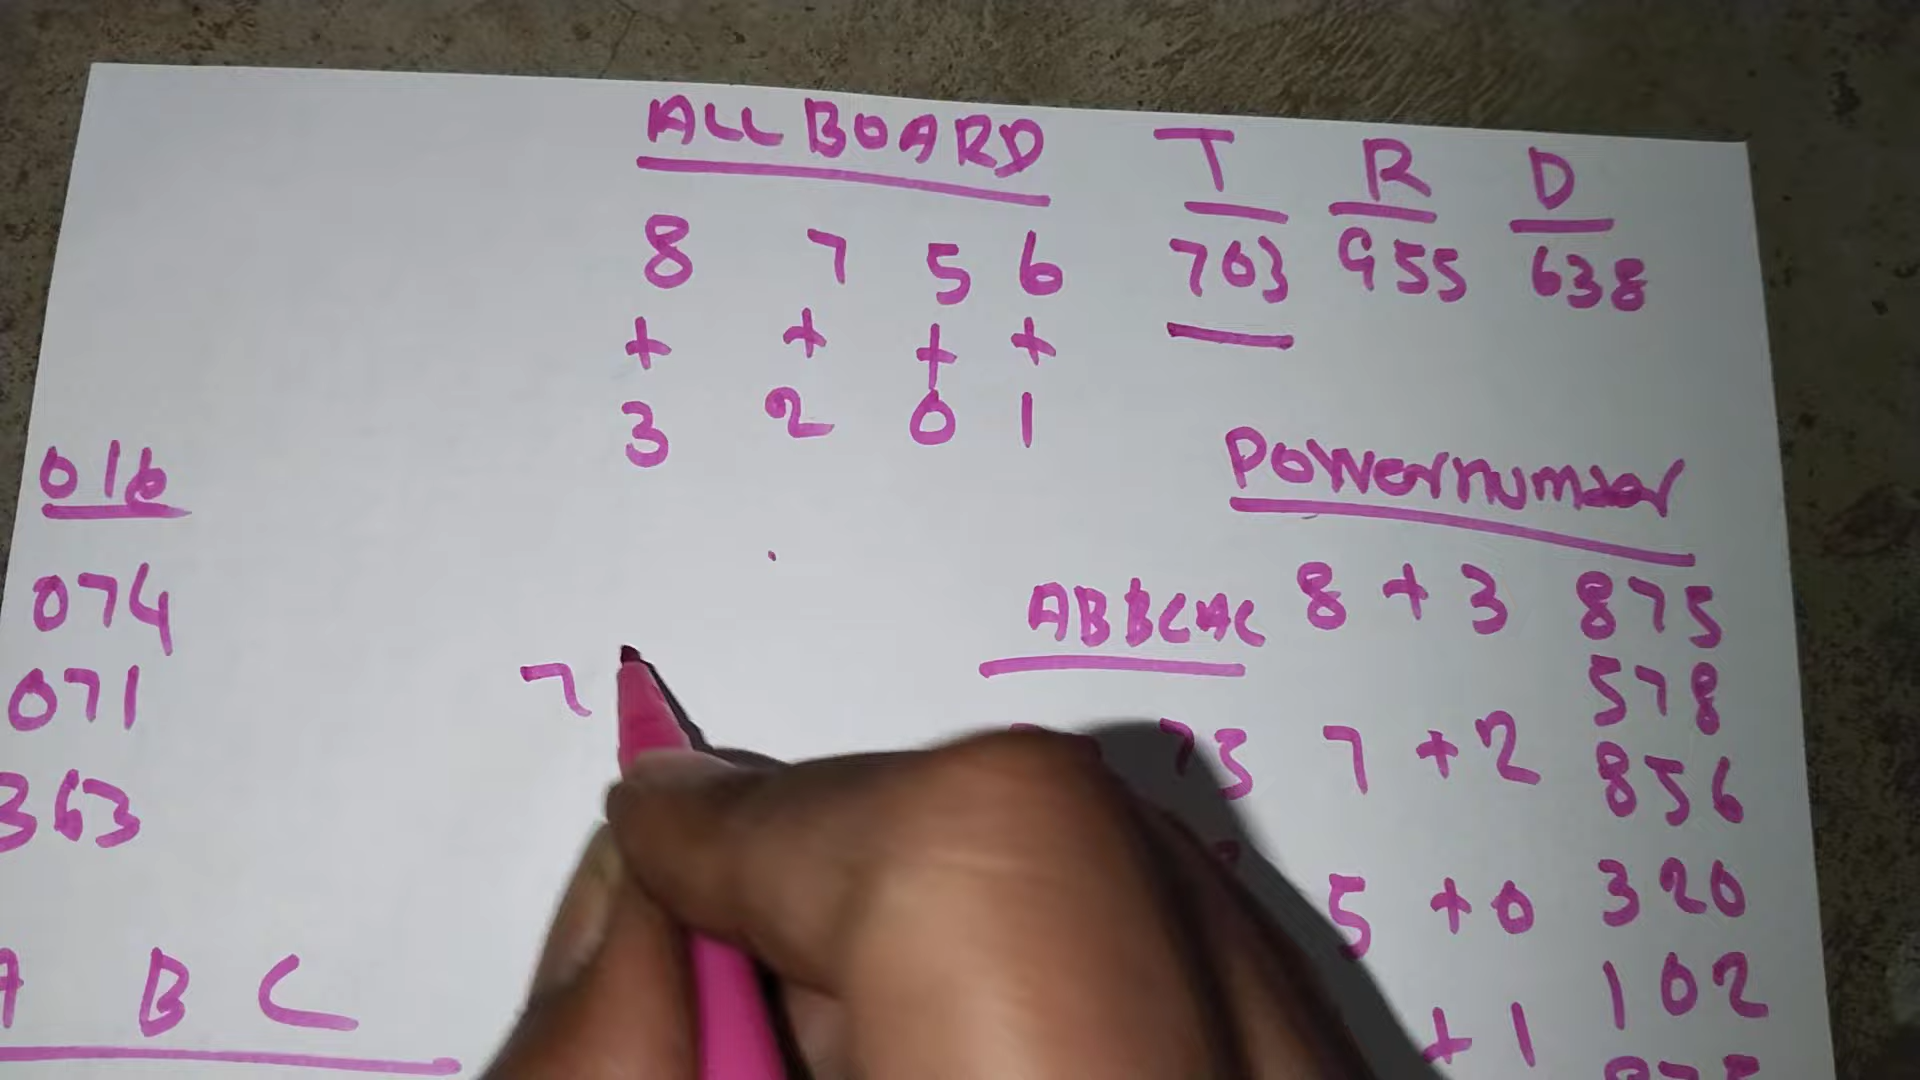 ALL BOARD T R D
8 7 5 6 703 955 638
+ + + +
3 2 0 1
016
Powernumber
074
ABBCAC 8 + 3 875
071 7 578
7 + 2 856
363
5 + 0 320
A B C 102
+ 1